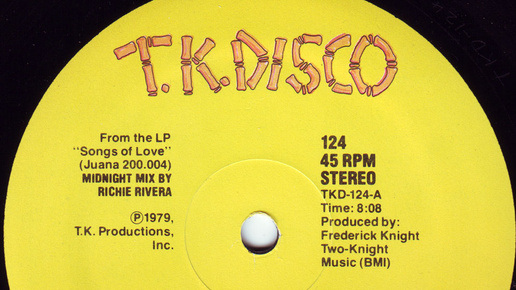 T.K. DISCO
From the LP
"Songs of Love"
(Juana 200.004)
MIDNIGHT MIX BY
RICHIE RIVERA
℗1979,
T.K. Productions,
Inc.
124
45 RPM
STEREO
TKD-124-A
Time: 8:08
Produced by:
Frederick Knight
Two-Knight
Music (BMI)